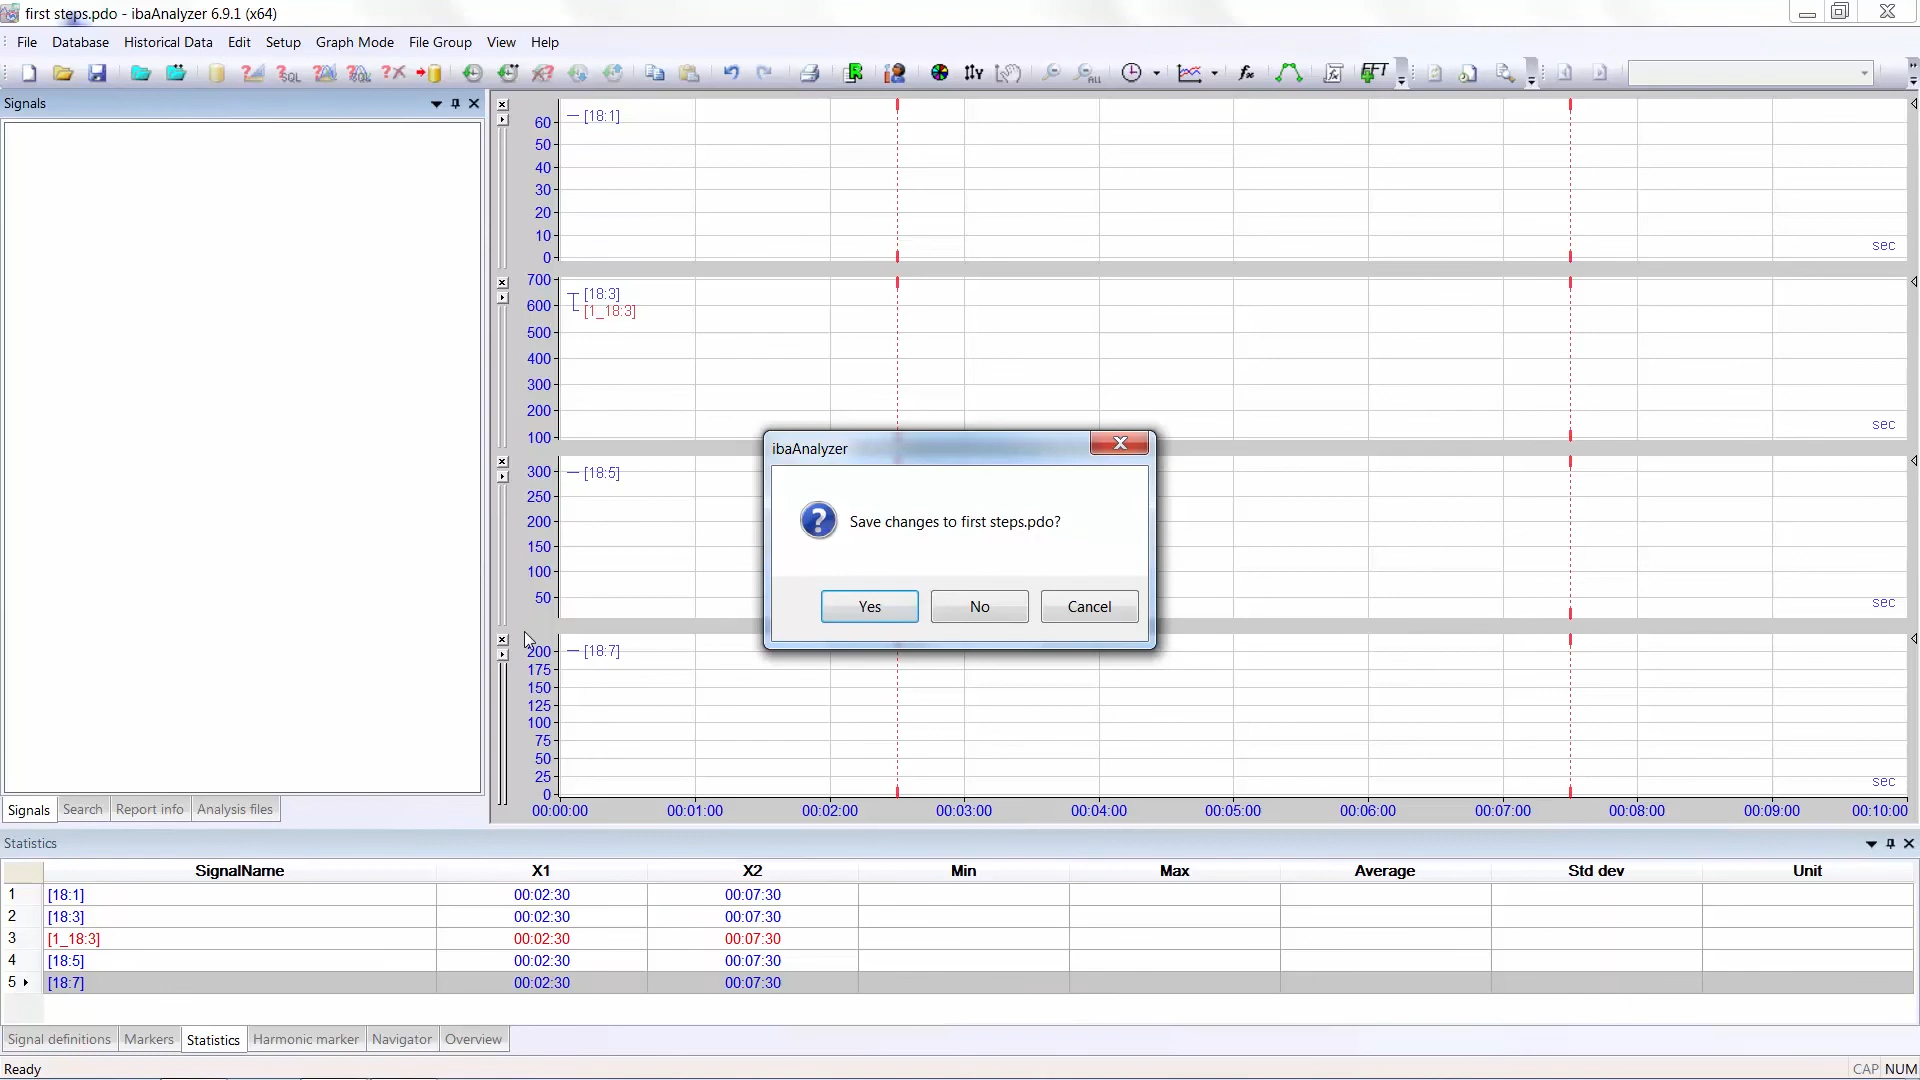 first steps.pdo - ibaAnalyzer 6.9.1 (x64)
File Database Historical Data Edit Setup Graph Mode File Group View Help
SQL ALL FFT
Signals
60 [18:1]
50
40
30
20
10
0 sec
700 [18:3]
600 [1_18:3]
500
400
300
200
100 sec
300 [18:5]
250
200
150
100
50 sec
ibaAnalyzer
Save changes to first steps.pdo?
Yes No Cancel
200 [18:7]
175
150
125
100
75
50
25
0 sec
00:00:00 00:01:00 00:02:00 00:03:00 00:04:00 00:05:00 00:06:00 00:07:00 00:08:00 00:09:00 00:10:00
Signals Search Report info Analysis files
Statistics
SignalName X1 X2 Min Max Average Std dev Unit
1 [18:1] 00:02:30 00:07:30
2 [18:3] 00:02:30 00:07:30
3 [1_18:3] 00:02:30 00:07:30
4 [18:5] 00:02:30 00:07:30
5 [18:7] 00:02:30 00:07:30
Signal definitions Markers Statistics Harmonic marker Navigator Overview
Ready CAP NUM